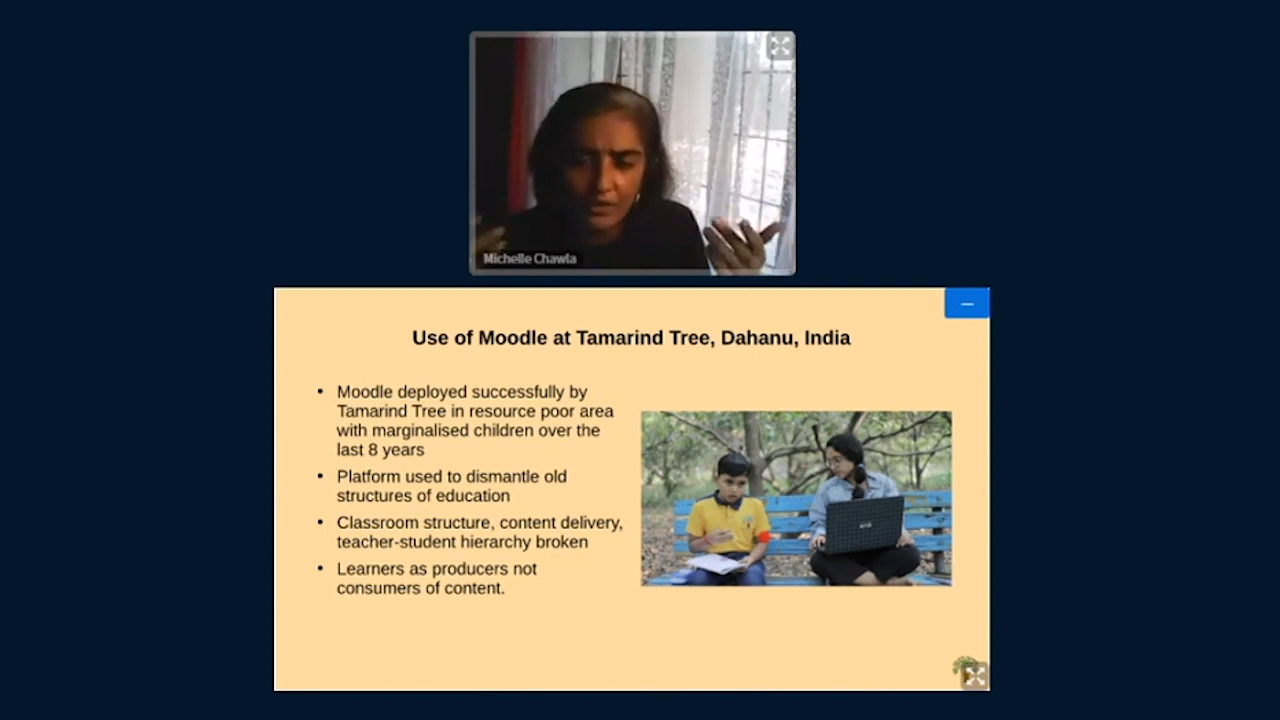 Michelle Chawla
Use of Moodle at Tamarind Tree, Dahanu, India
• Moodle deployed successfully by
Tamarind Tree in resource poor area
with marginalised children over the
last 8 years
• Platform used to dismantle old
structures of education
• Classroom structure, content delivery,
teacher-student hierarchy broken
• Learners as producers not
consumers of content.